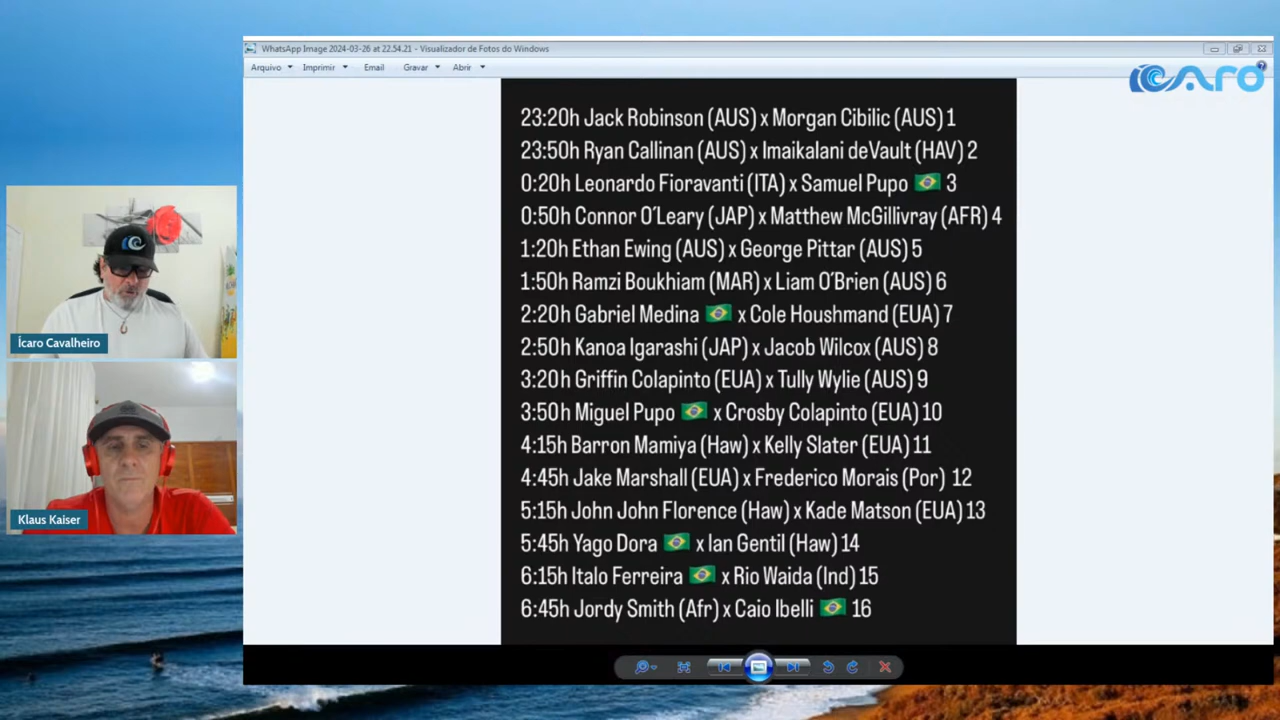 WhatsApp Image 2024-03-26 at 22.54.21 - Visualizador de Fotos do Windows
Arquivo Imprimir Email Gravar Abrir
CARO
23:20h Jack Robinson (AUS) x Morgan Cibilic (AUS) 1
23:50h Ryan Callinan (AUS) x Imaikalani deVault (HAV) 2
0:20h Leonardo Fioravanti (ITA) x Samuel Pupo 🇧🇷 3
0:50h Connor O´Leary (JAP) x Matthew McGillivray (AFR) 4
1:20h Ethan Ewing (AUS) x George Pittar (AUS) 5
1:50h Ramzi Boukhiam (MAR) x Liam O´Brien (AUS) 6
2:20h Gabriel Medina 🇧🇷 x Cole Houshmand (EUA) 7
2:50h Kanoa Igarashi (JAP) x Jacob Wilcox (AUS) 8
3:20h Griffin Colapinto (EUA) x Tully Wylie (AUS) 9
3:50h Miguel Pupo 🇧🇷 x Crosby Colapinto (EUA) 10
4:15h Barron Mamiya (Haw) x Kelly Slater (EUA) 11
4:45h Jake Marshall (EUA) x Frederico Morais (Por) 12
5:15h John John Florence (Haw) x Kade Matson (EUA) 13
5:45h Yago Dora 🇧🇷 x Ian Gentil (Haw) 14
6:15h Italo Ferreira 🇧🇷 x Rio Waida (Ind) 15
6:45h Jordy Smith (Afr) x Caio Ibelli 🇧🇷 16
Ícaro Cavalheiro
Klaus Kaiser